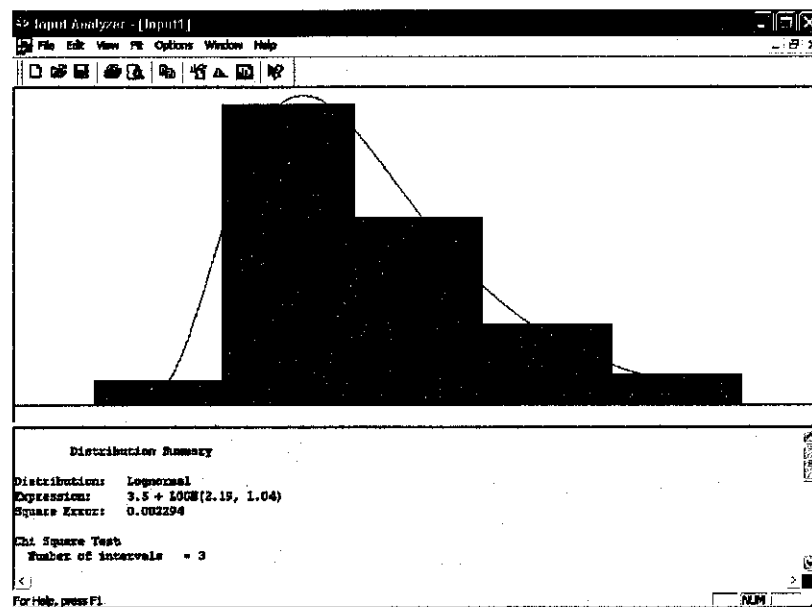 Input Analyzer - [Input1]
File Edit View Fit Options Window Help
Distribution Summary
Distribution: Lognormal
Expression: 3.5 + LOGN(2.19, 1.04)
Square Error: 0.002294
Chi Square Test
Number of intervals = 3
For Help, press F1
NUM